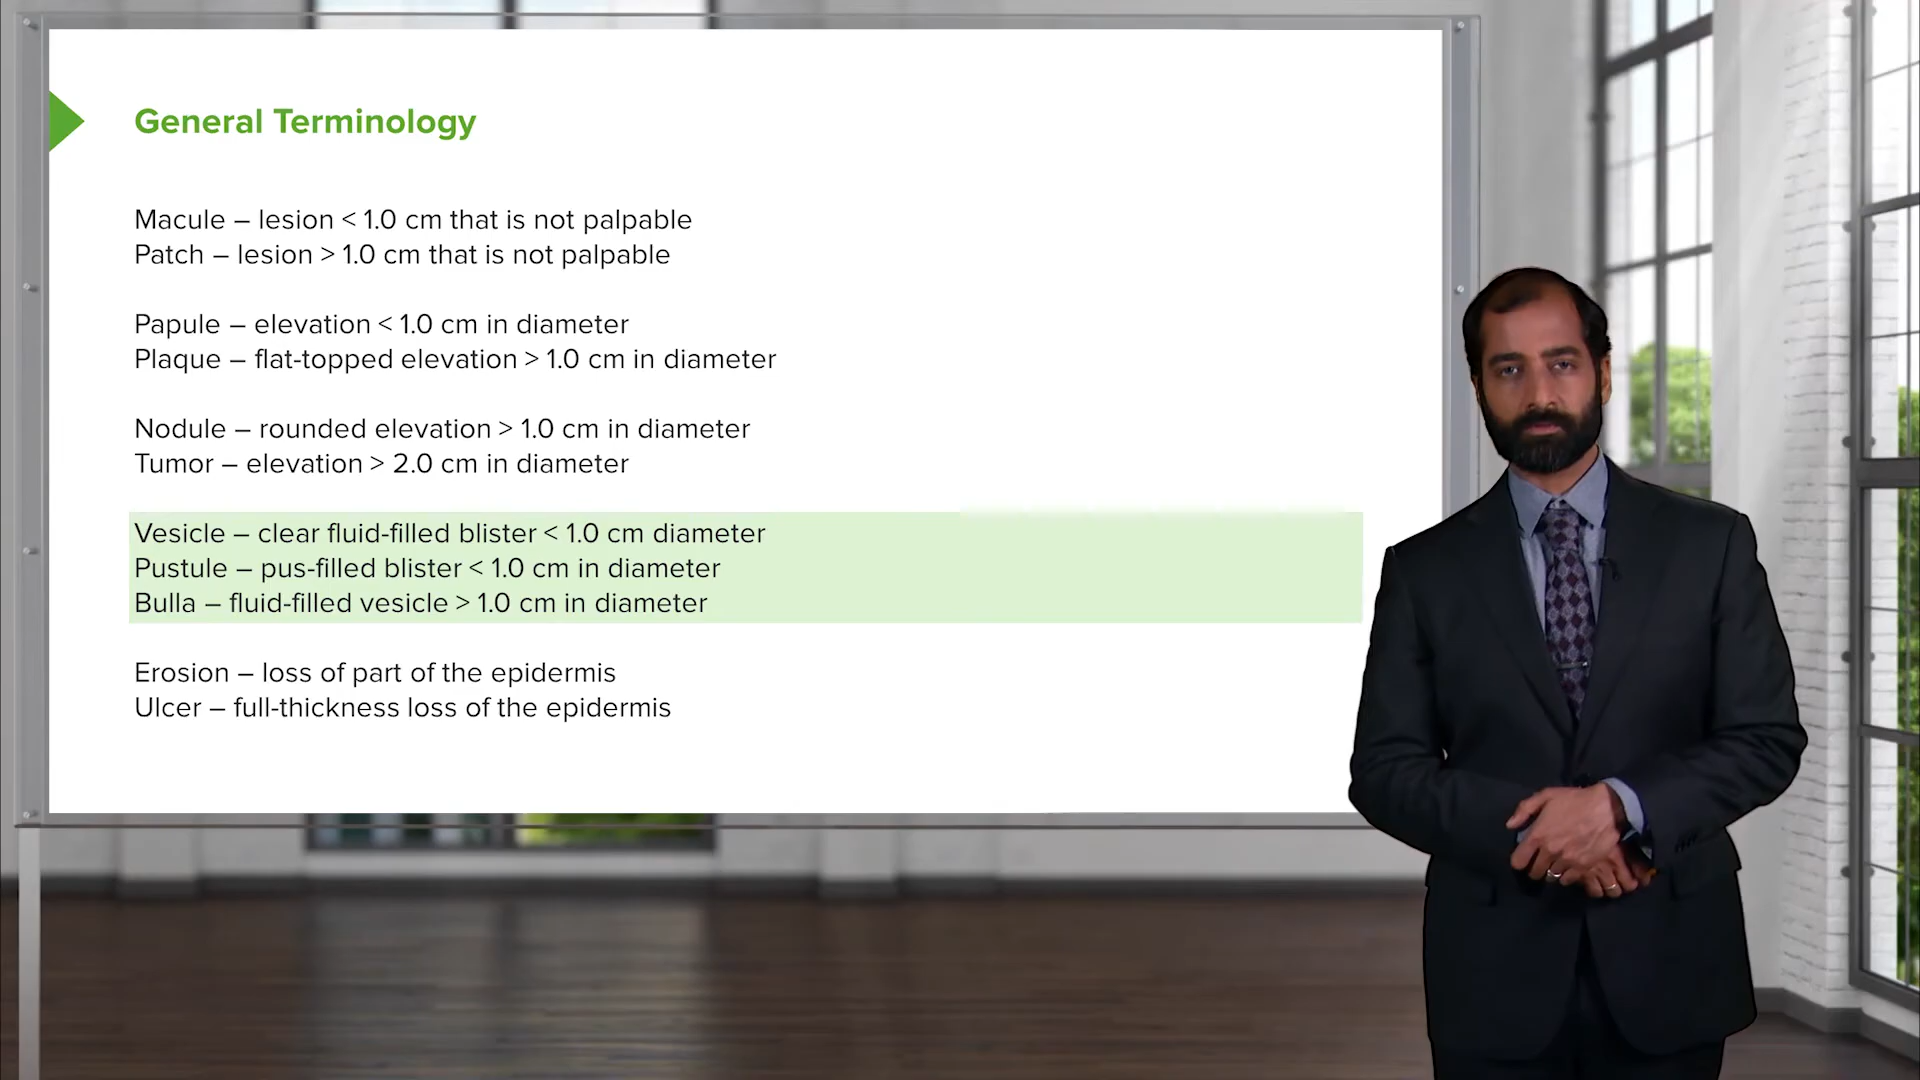 General Terminology
Macule – lesion < 1.0 cm that is not palpable
Patch – lesion > 1.0 cm that is not palpable
Papule – elevation < 1.0 cm in diameter
Plaque – flat-topped elevation > 1.0 cm in diameter
Nodule – rounded elevation > 1.0 cm in diameter
Tumor – elevation > 2.0 cm in diameter
Vesicle – clear fluid-filled blister < 1.0 cm diameter
Pustule – pus-filled blister < 1.0 cm in diameter
Bulla – fluid-filled vesicle > 1.0 cm in diameter
Erosion – loss of part of the epidermis
Ulcer – full-thickness loss of the epidermis